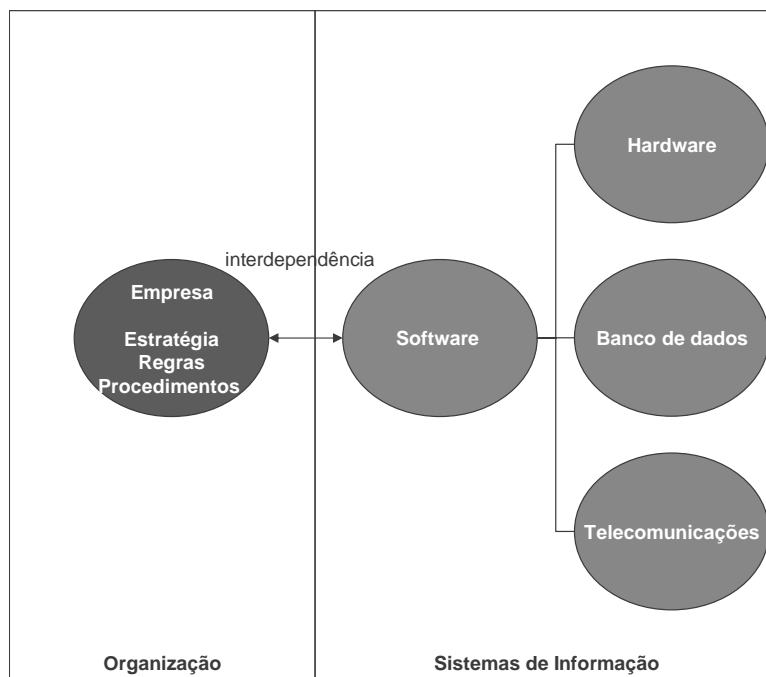 Hardware
interdependência
Empresa
Estratégia
Regras
Procedimentos
Software
Banco de dados
Telecomunicações
Organização
Sistemas de Informação